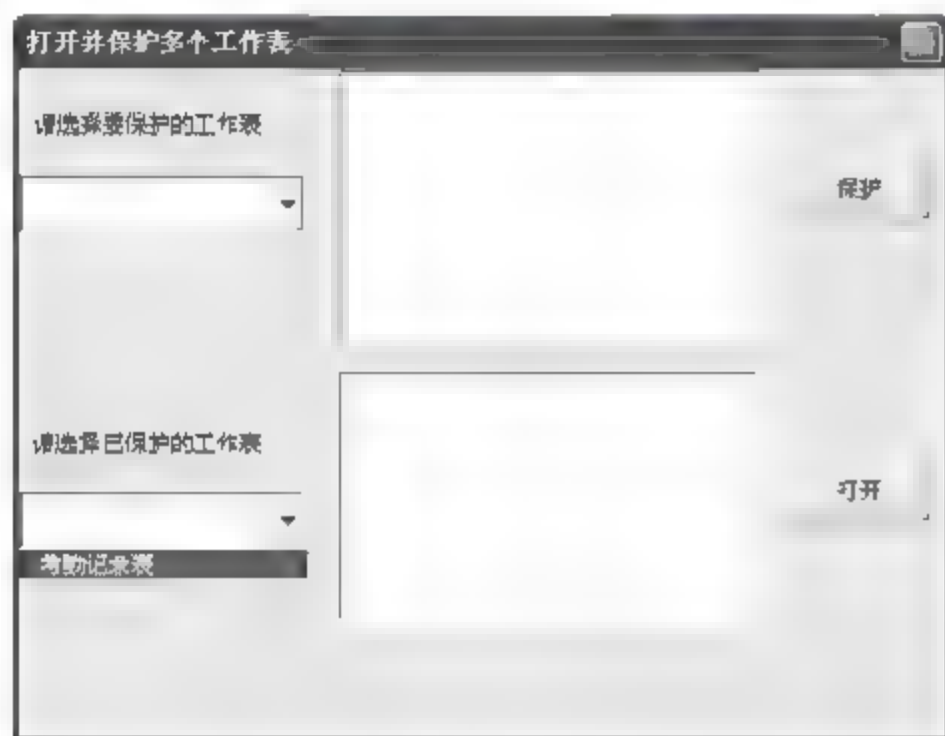 打开并保护多个工作表
请选择要保护的工作表
保护
请选择已保护的工作表
打开
考勤记录表